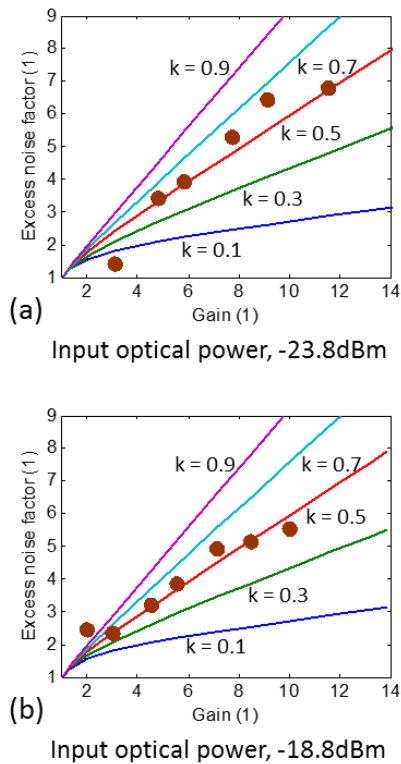 9
8
7
6
5
4
3
2
1
Excess noise factor (1)
k = 0.9
k = 0.7
k = 0.5
k = 0.3
k = 0.1
2 4 6 8 10 12 14
Gain (1)
(a)
Input optical power, -23.8dBm
9
8
7
6
5
4
3
2
1
Excess noise factor (1)
k = 0.9
k = 0.7
k = 0.5
k = 0.3
k = 0.1
2 4 6 8 10 12 14
Gain (1)
(b)
Input optical power, -18.8dBm